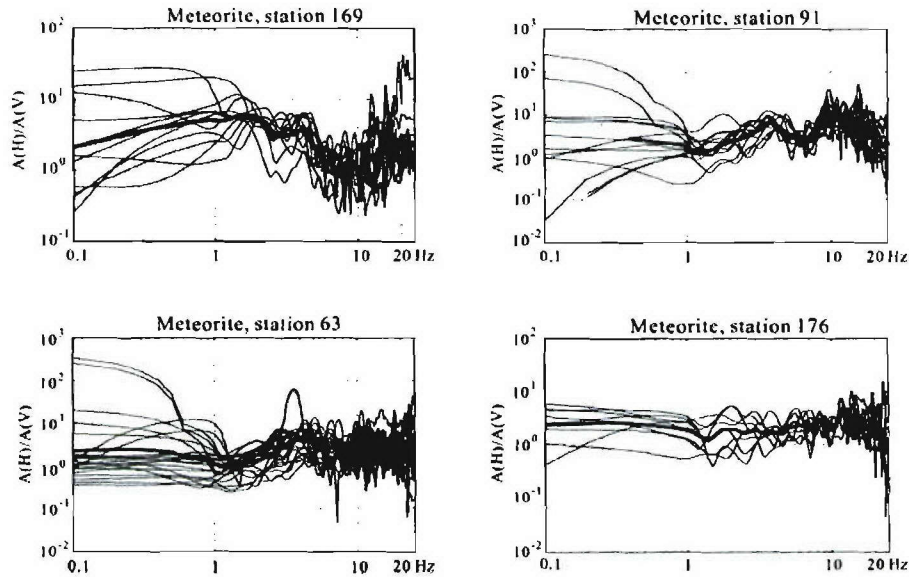 Meteorite, station 169
A(H)/A(V)
10²
10¹
10⁰
10⁻¹
0.1
1
10
20 Hz
Meteorite, station 91
A(H)/A(V)
10³
10²
10¹
10⁰
10⁻¹
10⁻²
0.1
1
10
20 Hz
Meteorite, station 63
A(H)/A(V)
10³
10²
10¹
10⁰
10⁻¹
10⁻²
0.1
1
10
20 Hz
Meteorite, station 176
A(H)/A(V)
10²
10¹
10⁰
10⁻¹
10⁻²
0.1
1
10
20 Hz